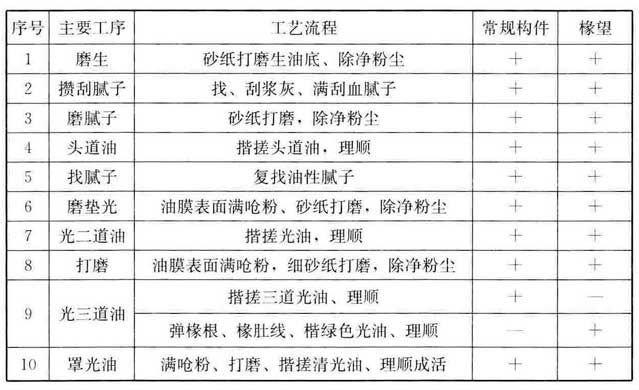 序号 主要工序 工艺流程 常规构件 椽望
1 磨生 砂纸打磨生油底、除净粉尘 + +
2 攒刮腻子 找、刮浆灰、满刮血腻子 + +
3 磨腻子 砂纸打磨，除净粉尘 + +
4 头道油 揩搓头道油，理顺 + +
5 找腻子 复找油性腻子 + +
6 磨垫光 油膜表面满呛粉、砂纸打磨，除净粉尘 + +
7 光二道油 揩搓光油，理顺 + +
8 打磨 油膜表面满呛粉，细砂纸打磨，除净粉尘 + +
9 光三道油 揩搓三道光油、理顺 + —
弹椽根、椽肚线、楷绿色光油、理顺 — +
10 罩光油 满呛粉、打磨、揩搓清光油、理顺成活 + +